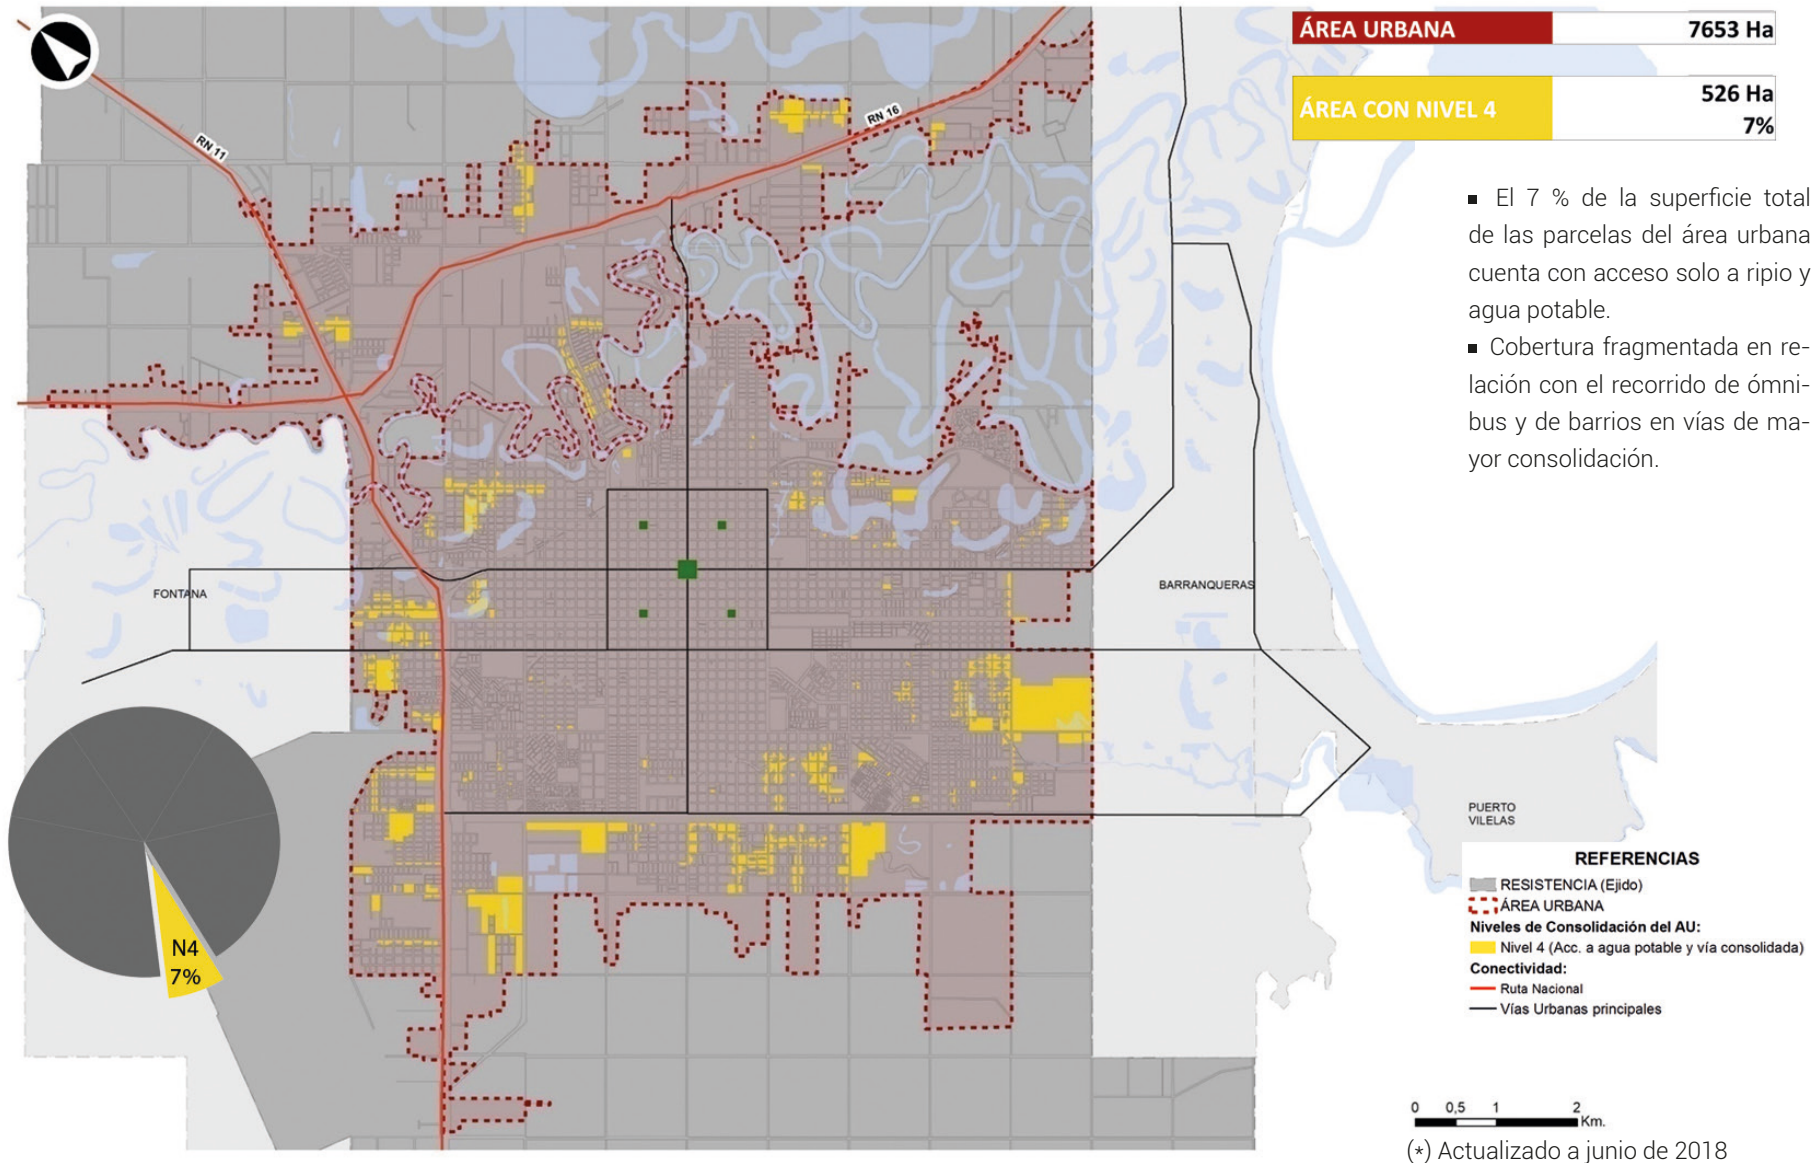 ÁREA URBANA 7653 Ha
ÁREA CON NIVEL 4 526 Ha
7%
RN 11
RN 16
▪ El 7 % de la superficie total
de las parcelas del área urbana
cuenta con acceso solo a ripio y
agua potable.
▪ Cobertura fragmentada en re-
lación con el recorrido de ómni-
bus y de barrios en vías de ma-
yor consolidación.
FONTANA
BARRANQUERAS
PUERTO
VILELAS
N4
7%
REFERENCIAS
RESISTENCIA (Ejido)
ÁREA URBANA
Niveles de Consolidación del AU:
Nivel 4 (Acc. a agua potable y vía consolidada)
Conectividad:
Ruta Nacional
Vías Urbanas principales
0 0,5 1 2
Km.
(*) Actualizado a junio de 2018